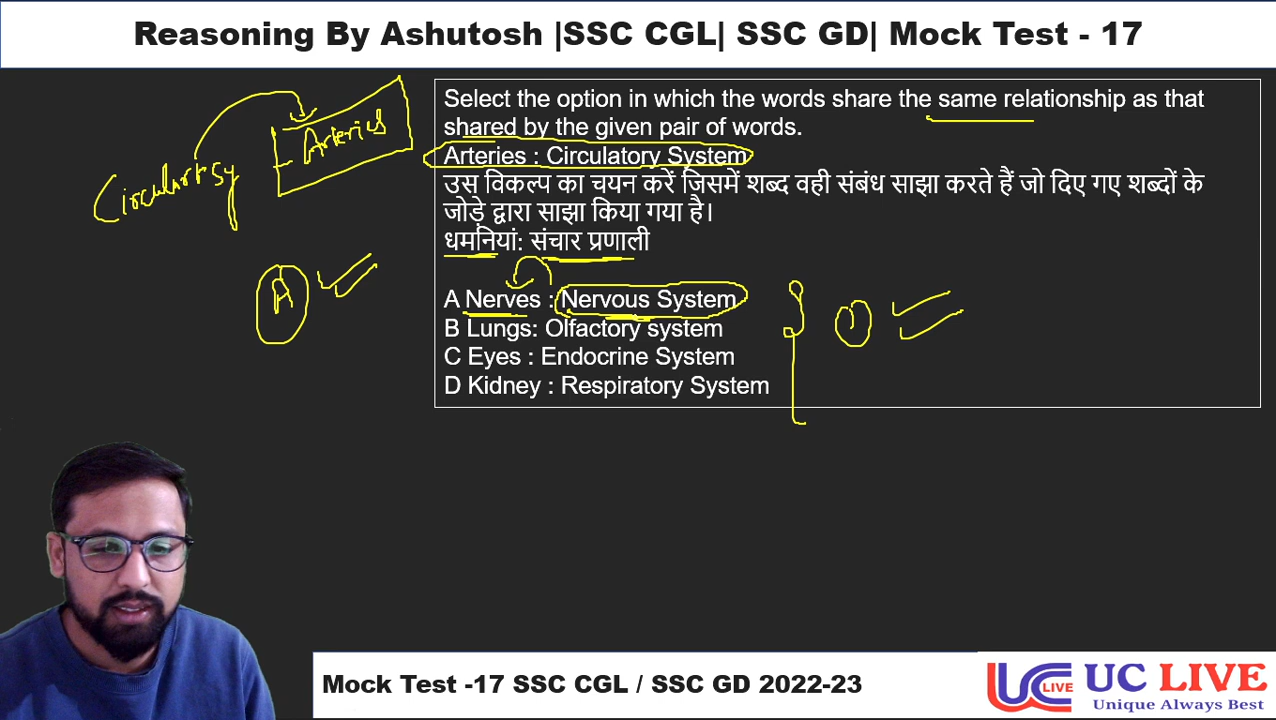 Reasoning By Ashutosh |SSC CGL| SSC GD| Mock Test - 17
Select the option in which the words share the same relationship as that
shared by the given pair of words.
Arteries : Circulatory System
उस विकल्प का चयन करें जिसमें शब्द वही संबंध साझा करते हैं जो दिए गए शब्दों के
जोड़े द्वारा साझा किया गया है।
धमनियां: संचार प्रणाली
A Nerves : Nervous System
B Lungs: Olfactory system
C Eyes : Endocrine System
D Kidney : Respiratory System
Arteries
A
Mock Test -17 SSC CGL / SSC GD 2022-23
UC LIVE
UC LIVE
Unique Always Best